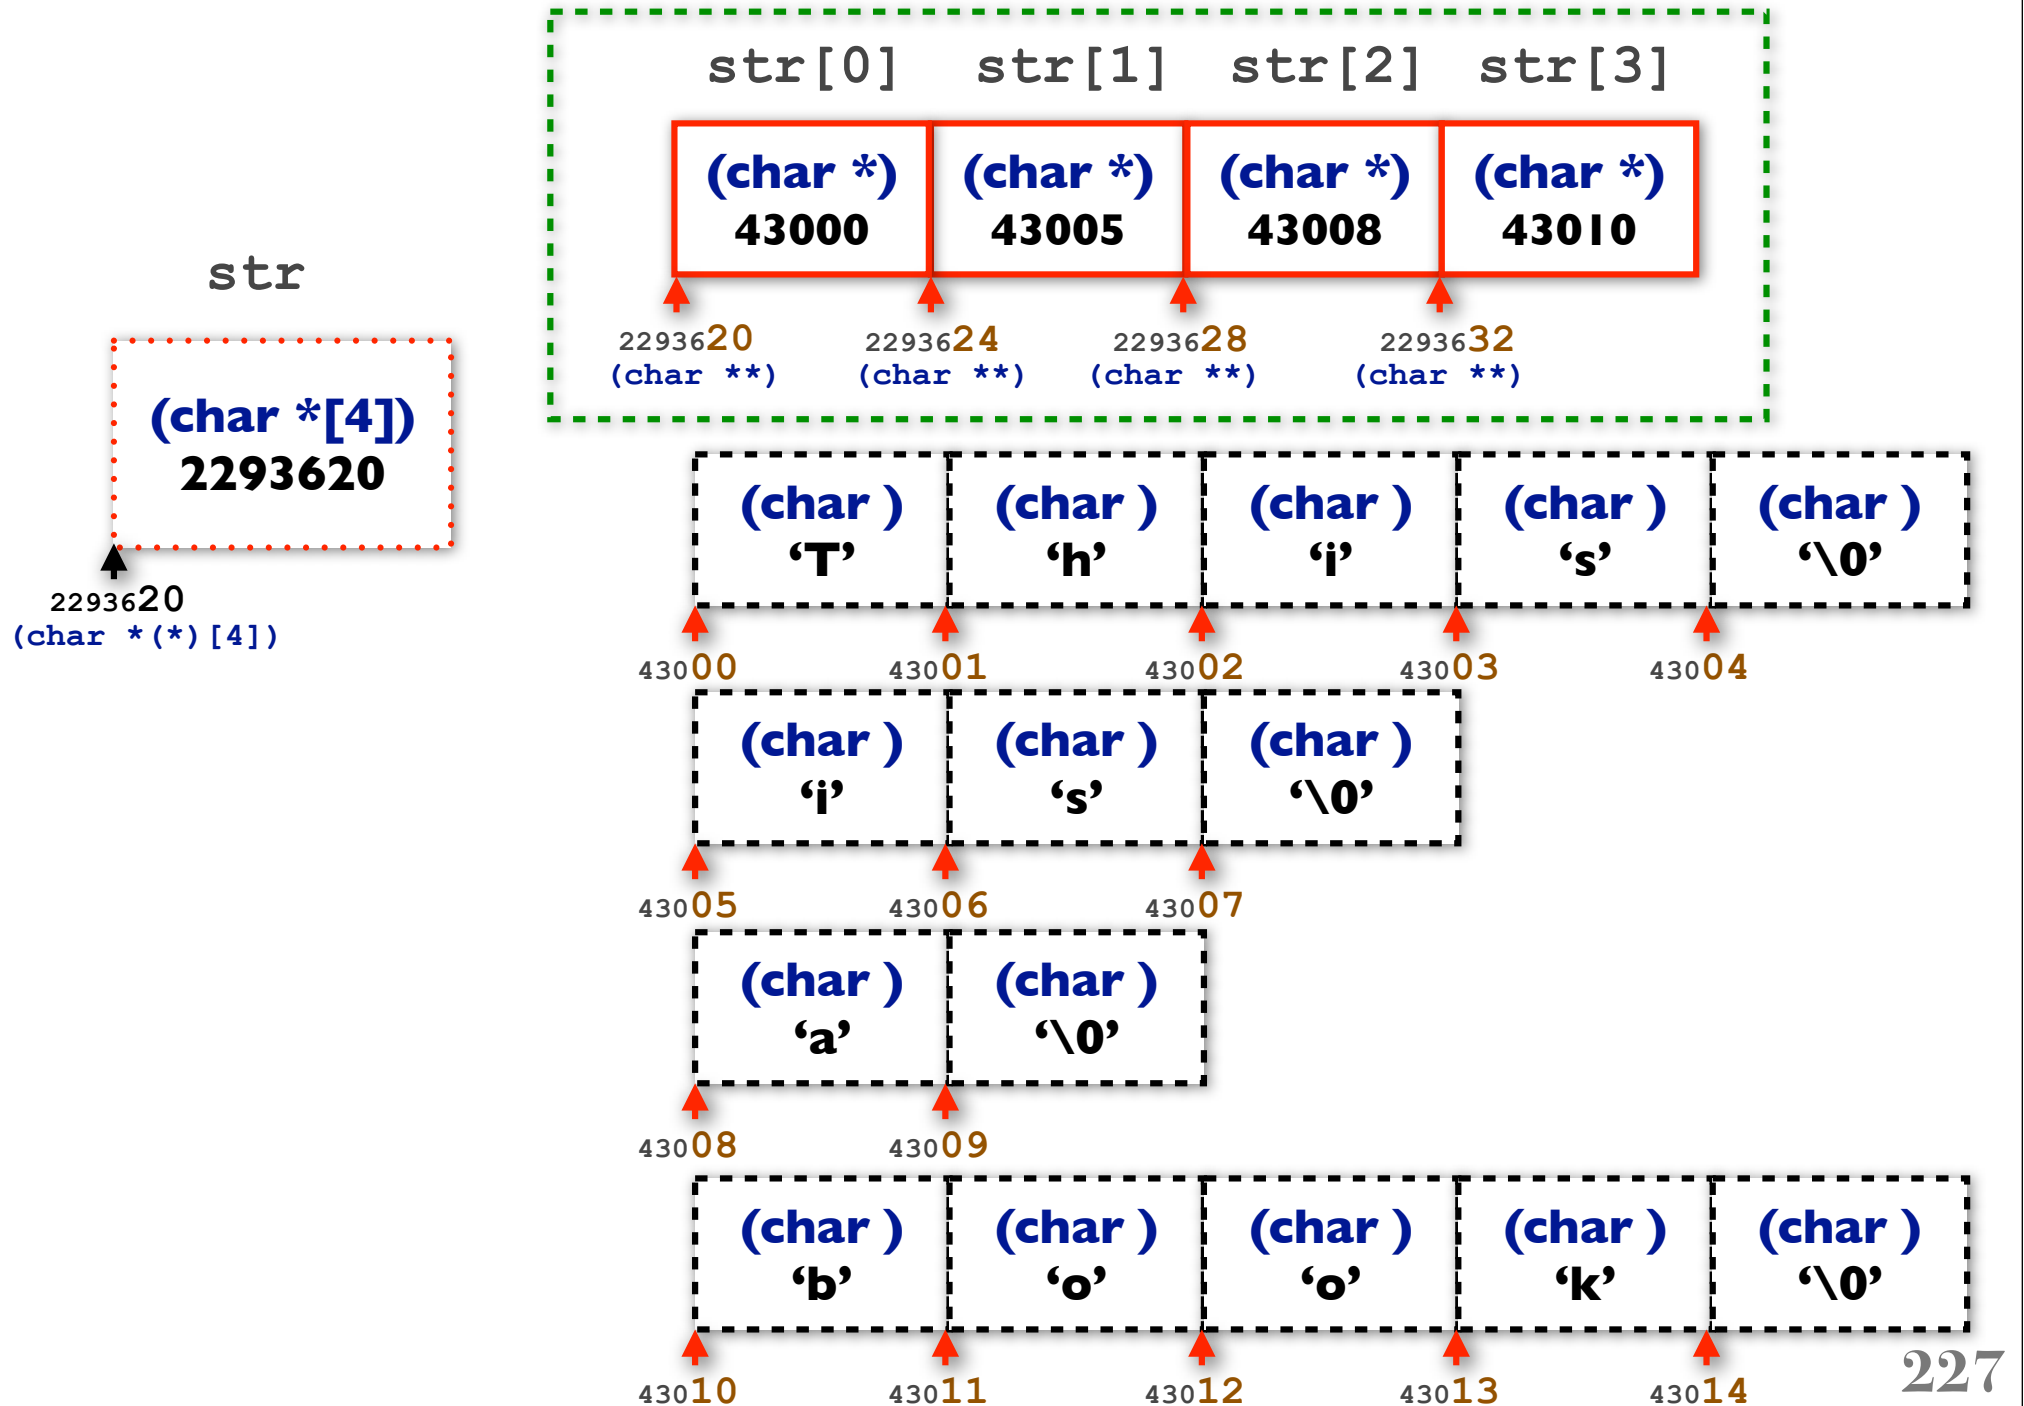 str[0] str[1] str[2] str[3]
(char *) (char *) (char *) (char *)
43000 43005 43008 43010
2293620 2293624 2293628 2293632
(char **) (char **) (char **) (char **)
str
(char *[4])
2293620
2293620
(char *(*)[4])
(char ) (char ) (char ) (char ) (char )
‘T’ ‘h’ ‘i’ ‘s’ ‘\0’
43000 43001 43002 43003 43004
(char ) (char ) (char )
‘i’ ‘s’ ‘\0’
43005 43006 43007
(char ) (char )
‘a’ ‘\0’
43008 43009
(char ) (char ) (char ) (char ) (char )
‘b’ ‘o’ ‘o’ ‘k’ ‘\0’
43010 43011 43012 43013 43014
227